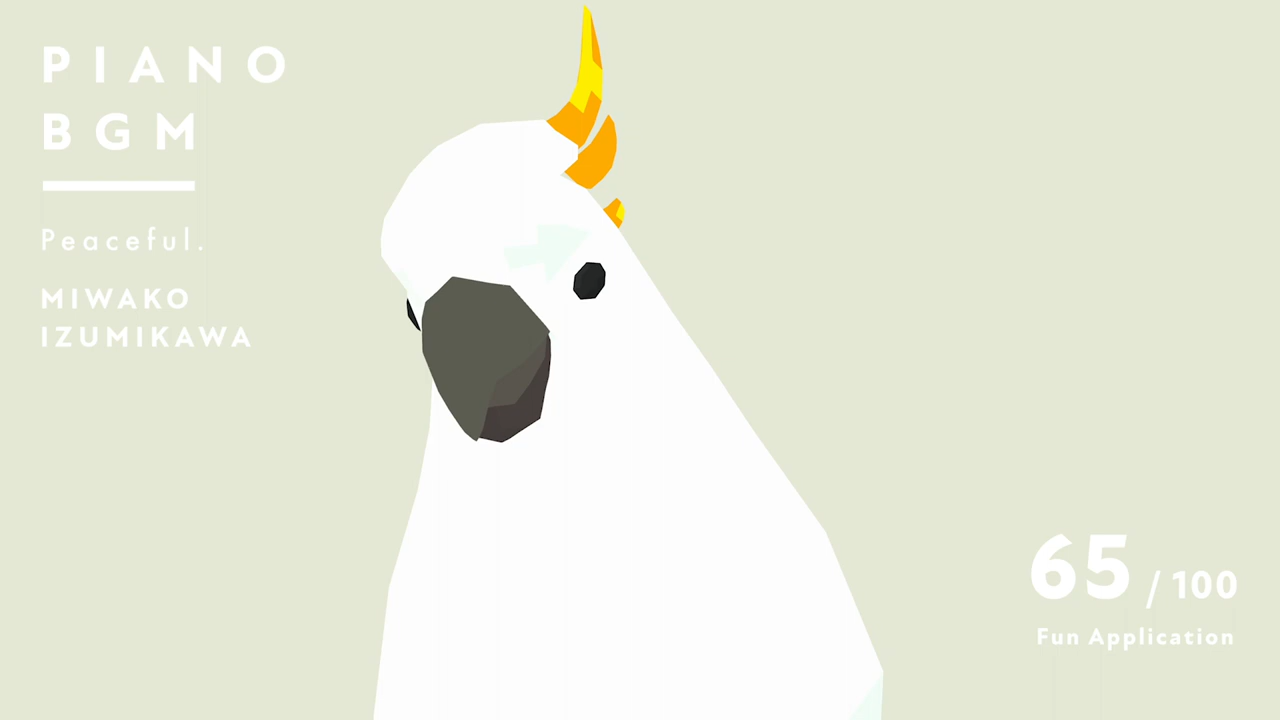 PIANO
BGM
Peaceful.
MIWAKO
IZUMIKAWA
65 / 100
Fun Application